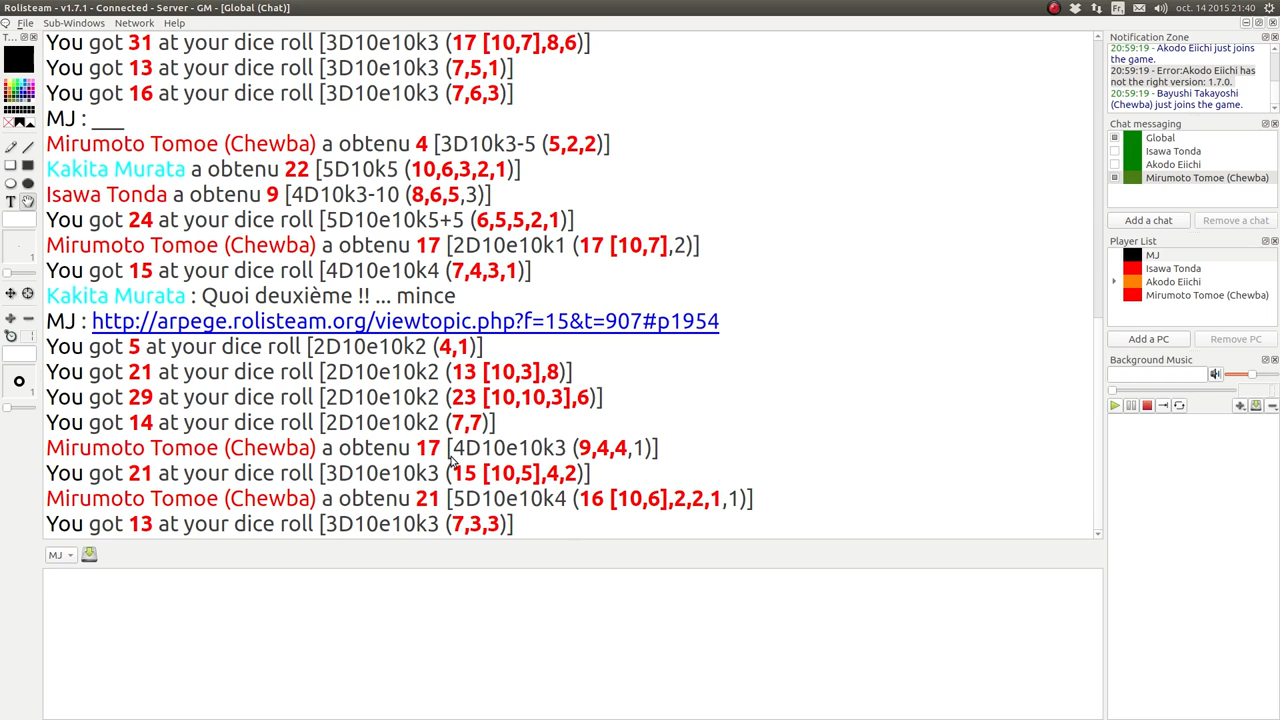 Rolisteam - v1.7.1 - Connected - Server - GM - [Global (Chat)]
Fr
oct. 14 2015 21:40
File Sub-Windows Network Help
T...
T
1
1
1
You got 31 at your dice roll [3D10e10k3 (17 [10,7],8,6)]
You got 13 at your dice roll [3D10e10k3 (7,5,1)]
You got 16 at your dice roll [3D10e10k3 (7,6,3)]
MJ : ___
Mirumoto Tomoe (Chewba) a obtenu 4 [3D10k3-5 (5,2,2)]
Kakita Murata a obtenu 22 [5D10k5 (10,6,3,2,1)]
Isawa Tonda a obtenu 9 [4D10k3-10 (8,6,5,3)]
You got 24 at your dice roll [5D10e10k5+5 (6,5,5,2,1)]
Mirumoto Tomoe (Chewba) a obtenu 17 [2D10e10k1 (17 [10,7],2)]
You got 15 at your dice roll [4D10e10k4 (7,4,3,1)]
Kakita Murata : Quoi deuxième !! ... mince
MJ : http://arpege.rolisteam.org/viewtopic.php?f=15&t=907#p1954
You got 5 at your dice roll [2D10e10k2 (4,1)]
You got 21 at your dice roll [2D10e10k2 (13 [10,3],8)]
You got 29 at your dice roll [2D10e10k2 (23 [10,10,3],6)]
You got 14 at your dice roll [2D10e10k2 (7,7)]
Mirumoto Tomoe (Chewba) a obtenu 17 [4D10e10k3 (9,4,4,1)]
You got 21 at your dice roll [3D10e10k3 (15 [10,5],4,2)]
Mirumoto Tomoe (Chewba) a obtenu 21 [5D10e10k4 (16 [10,6],2,2,1,1)]
You got 13 at your dice roll [3D10e10k3 (7,3,3)]
MJ
Notification Zone
20:59:19 - Akodo Eiichi just joins
the game.
20:59:19 - Error:Akodo Eiichi has
not the right version: 1.7.0.
20:59:19 - Bayushi Takayoshi
(Chewba) just joins the game.
Chat messaging
Global
Isawa Tonda
Akodo Eiichi
Mirumoto Tomoe (Chewba)
Add a chat Remove a chat
Player List
MJ
Isawa Tonda
Akodo Eiichi
Mirumoto Tomoe (Chewba)
Add a PC Remove PC
Background Music